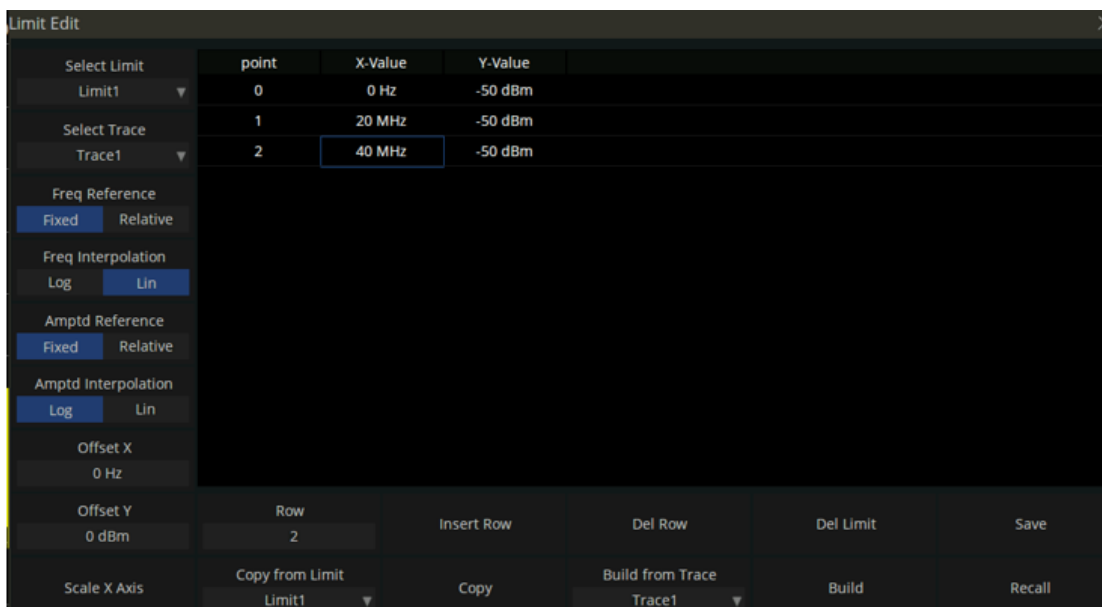 Limit Edit
Select Limit
Limit1
Select Trace
Trace1
Freq Reference
Fixed Relative
Freq Interpolation
Log Lin
Amptd Reference
Fixed Relative
Amptd Interpolation
Log Lin
Offset X
0 Hz
Offset Y
0 dBm
Scale X Axis
point X-Value Y-Value
0 0 Hz -50 dBm
1 20 MHz -50 dBm
2 40 MHz -50 dBm
Row
2
Insert Row
Del Row
Del Limit
Save
Copy from Limit
Limit1
Copy
Build from Trace
Trace1
Build
Recall